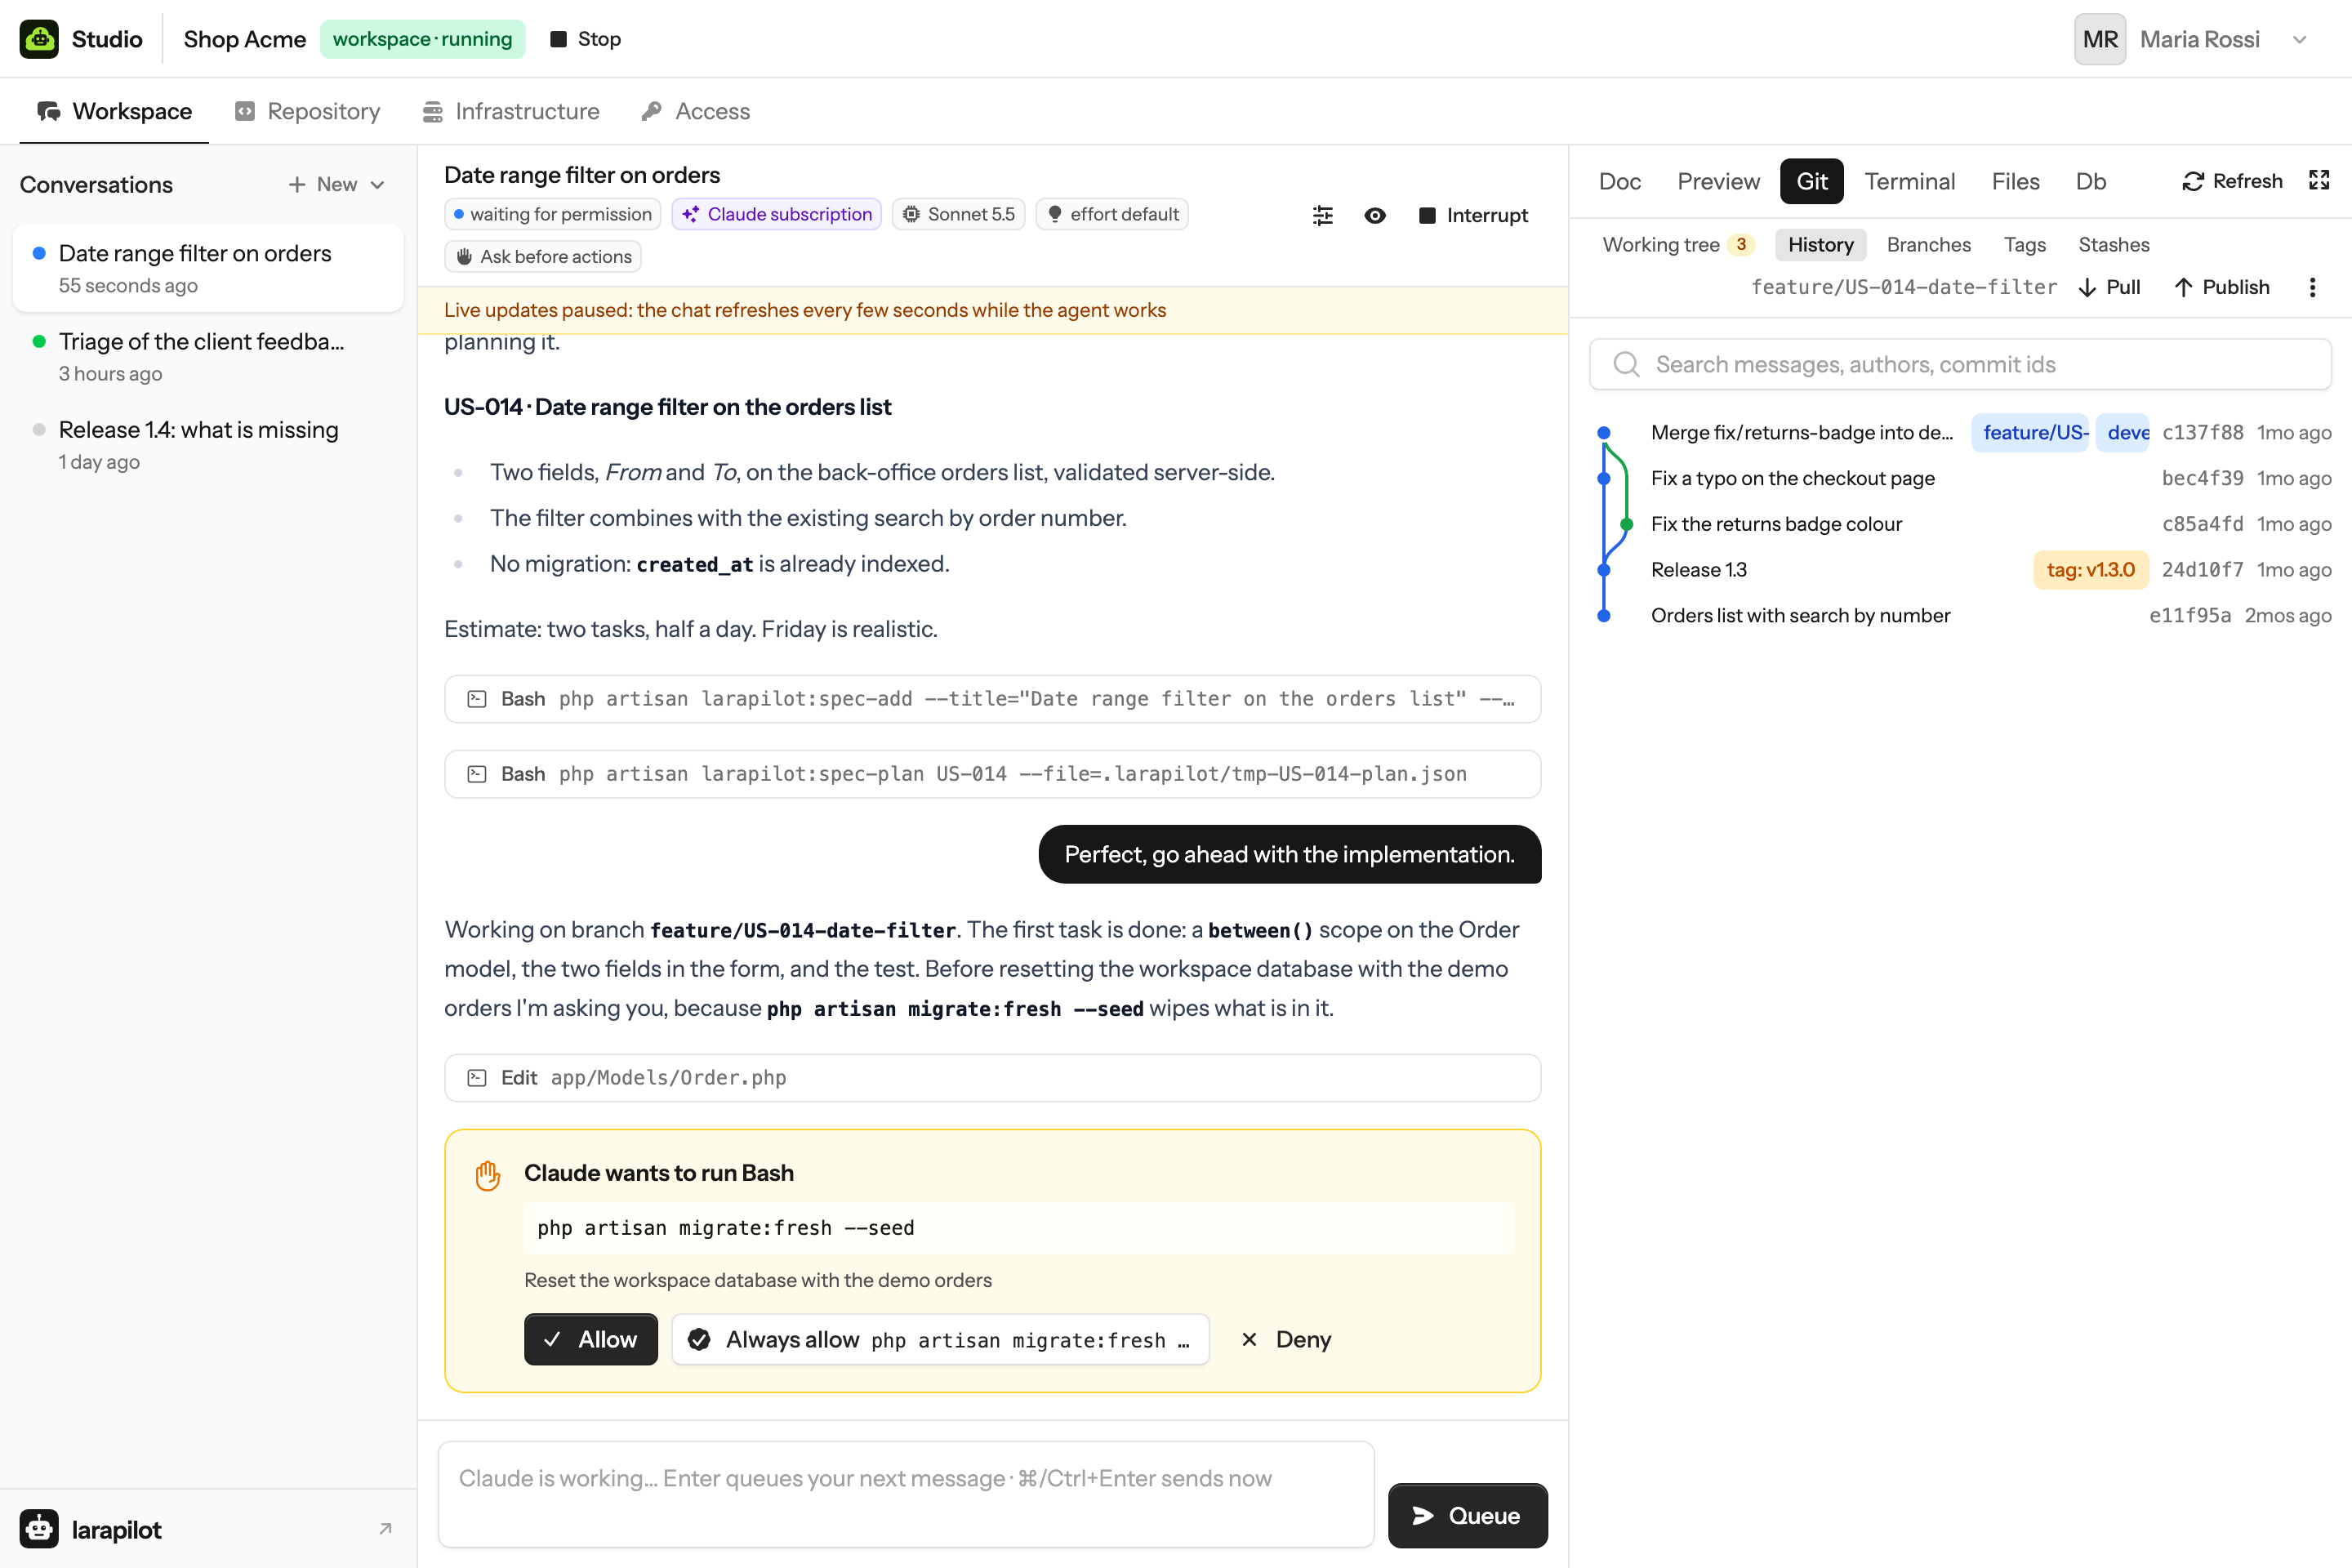 Studio
Shop Acme
workspace · running
Stop
MR
Maria Rossi
Workspace
Repository
Infrastructure
Access
Conversations
New
Date range filter on orders
55 seconds ago
Triage of the client feedba...
3 hours ago
Release 1.4: what is missing
1 day ago
larapilot
Date range filter on orders
waiting for permission
Claude subscription
Sonnet 5.5
effort default
Ask before actions
Interrupt
Live updates paused: the chat refreshes every few seconds while the agent works
planning it.
US-014 · Date range filter on the orders list
Two fields, From and To, on the back-office orders list, validated server-side.
The filter combines with the existing search by order number.
No migration: created_at is already indexed.
Estimate: two tasks, half a day. Friday is realistic.
Bash php artisan larapilot:spec-add --title="Date range filter on the orders list" --…
Bash php artisan larapilot:spec-plan US-014 --file=.larapilot/tmp-US-014-plan.json
Perfect, go ahead with the implementation.
Working on branch feature/US-014-date-filter. The first task is done: a between() scope on the Order
model, the two fields in the form, and the test. Before resetting the workspace database with the demo
orders I'm asking you, because php artisan migrate:fresh --seed wipes what is in it.
Edit app/Models/Order.php
Claude wants to run Bash
php artisan migrate:fresh --seed
Reset the workspace database with the demo orders
Allow
Always allow php artisan migrate:fresh …
Deny
Claude is working... Enter queues your next message · ⌘/Ctrl+Enter sends now
Queue
Doc
Preview
Git
Terminal
Files
Db
Refresh
Working tree 3
History
Branches
Tags
Stashes
feature/US-014-date-filter
Pull
Publish
Search messages, authors, commit ids
Merge fix/returns-badge into de... feature/US- deve c137f88 1mo ago
Fix a typo on the checkout page bec4f39 1mo ago
Fix the returns badge colour c85a4fd 1mo ago
Release 1.3 tag: v1.3.0 24d10f7 1mo ago
Orders list with search by number e11f95a 2mos ago